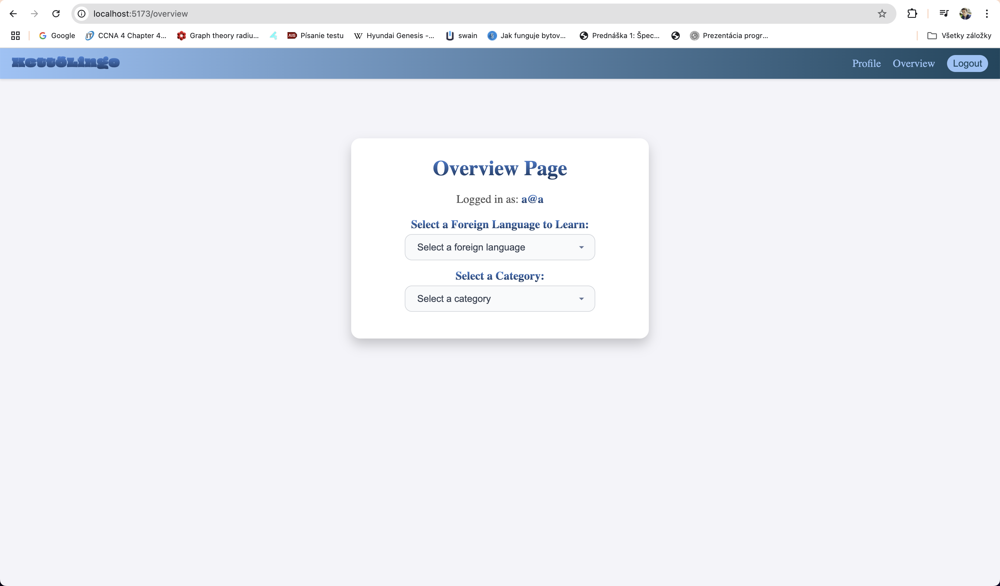 localhost:5173/overview
Google
CCNA 4 Chapter 4...
Graph theory radiu...
AIS
Písanie testu
Hyundai Genesis -...
swain
Jak funguje bytov...
Prednáška 1: Špec...
Prezentácia progr...
Všetky záložky
KettőLingo
Profile
Overview
Logout
Overview Page
Logged in as: a@a
Select a Foreign Language to Learn:
Select a foreign language
Select a Category:
Select a category